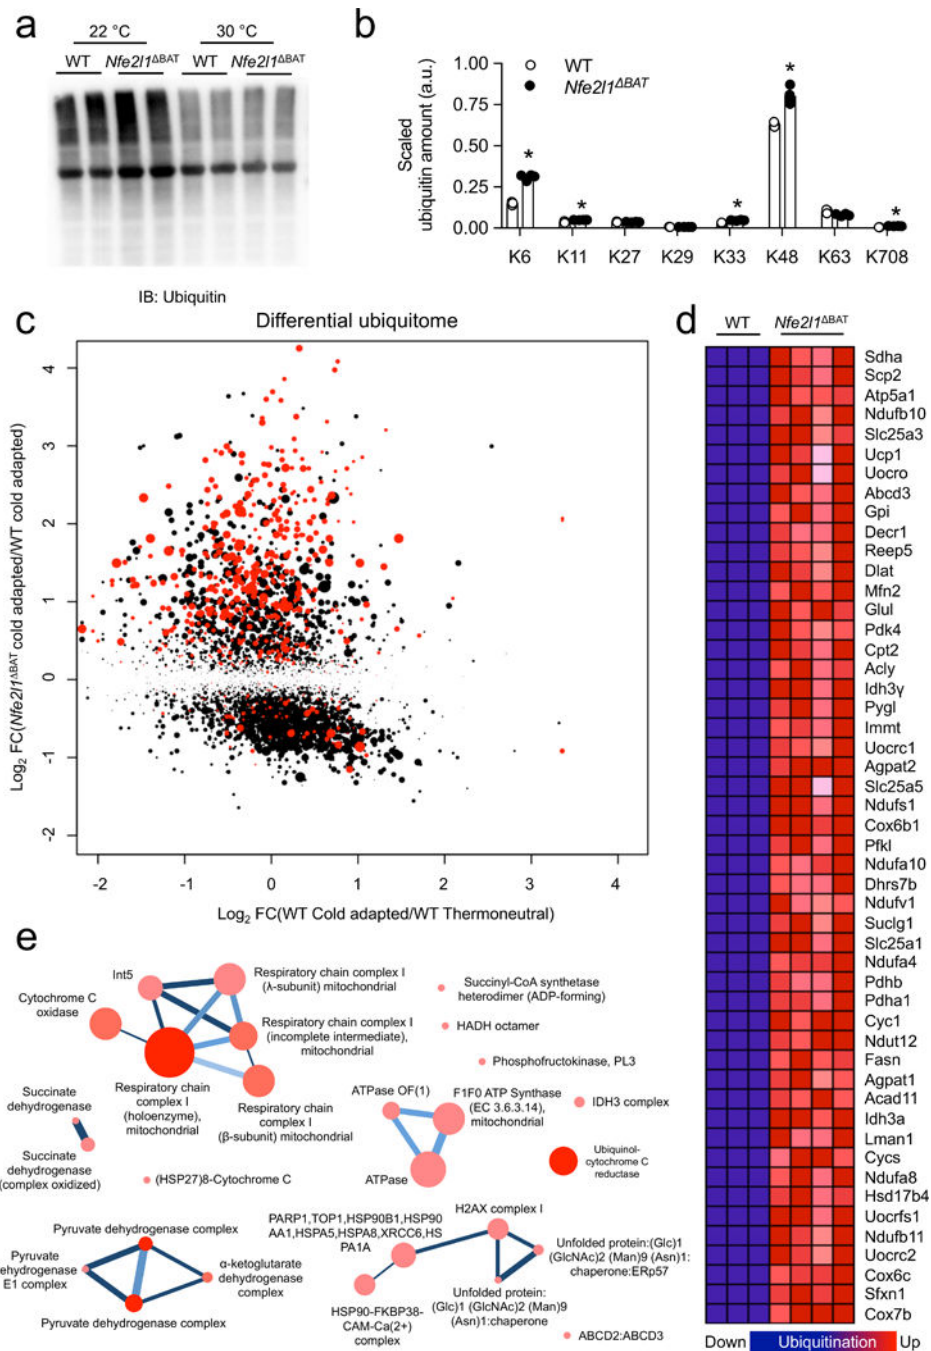 a
22 °C 30 °C
WT Nfe2l1ΔBAT WT Nfe2l1ΔBAT
IB: Ubiquitin
b
WT
Nfe2l1ΔBAT
Scaled
ubiquitin amount (a.u.)
1.00
0.75
0.50
0.25
0.00
* * * * *
K6 K11 K27 K29 K33 K48 K63 K708
c
Differential ubiquitome
Log2 FC(Nfe2l1ΔBAT cold adapted/WT cold adapted)
4
3
2
1
0
-1
-2
-2 -1 0 1 2 3 4
Log2 FC(WT Cold adapted/WT Thermoneutral)
d
WT Nfe2l1ΔBAT
Sdha
Scp2
Atp5a1
Ndufb10
Slc25a3
Ucp1
Uocro
Abcd3
Gpi
Decr1
Reep5
Dlat
Mfn2
Glul
Pdk4
Cpt2
Acly
Idh3γ
Pygl
Immt
Uocrc1
Agpat2
Slc25a5
Ndufs1
Cox6b1
Pfkl
Ndufa10
Dhrs7b
Ndufv1
Suclg1
Slc25a1
Ndufa4
Pdhb
Pdha1
Cyc1
Ndut12
Fasn
Agpat1
Acad11
Idh3a
Lman1
Cycs
Ndufa8
Hsd17b4
Uocrfs1
Ndufb11
Uocrc2
Cox6c
Sfxn1
Cox7b
Down Ubiquitination Up
e
Int5
Respiratory chain complex I
(λ-subunit) mitochondrial
Cytochrome C
oxidase
Respiratory chain complex I
(incomplete intermediate),
mitochondrial
Respiratory chain
complex I
(holoenzyme),
mitochondrial
Respiratory chain
complex I
(β-subunit) mitochondrial
Succinyl-CoA synthetase
heterodimer (ADP-forming)
HADH octamer
Phosphofructokinase, PL3
Succinate
dehydrogenase
Succinate
dehydrogenase
(complex oxidized)
(HSP27)8-Cytochrome C
ATPase OF(1)
F1F0 ATP Synthase
(EC 3.6.3.14),
mitochondrial
ATPase
IDH3 complex
Ubiquinol-
cytochrome C
reductase
Pyruvate dehydrogenase complex
Pyruvate
dehydrogenase
E1 complex
α-ketoglutarate
dehydrogenase
complex
Pyruvate dehydrogenase complex
PARP1,TOP1,HSP90B1,HSP90
AA1,HSPA5,HSPA8,XRCC6,HS
PA1A
H2AX complex I
Unfolded protein:(Glc)1
(GlcNAc)2 (Man)9 (Asn)1:
chaperone:ERp57
HSP90-FKBP38-
CAM-Ca(2+)
complex
Unfolded protein:
(Glc)1 (GlcNAc)2 (Man)9
(Asn)1:chaperone
ABCD2:ABCD3